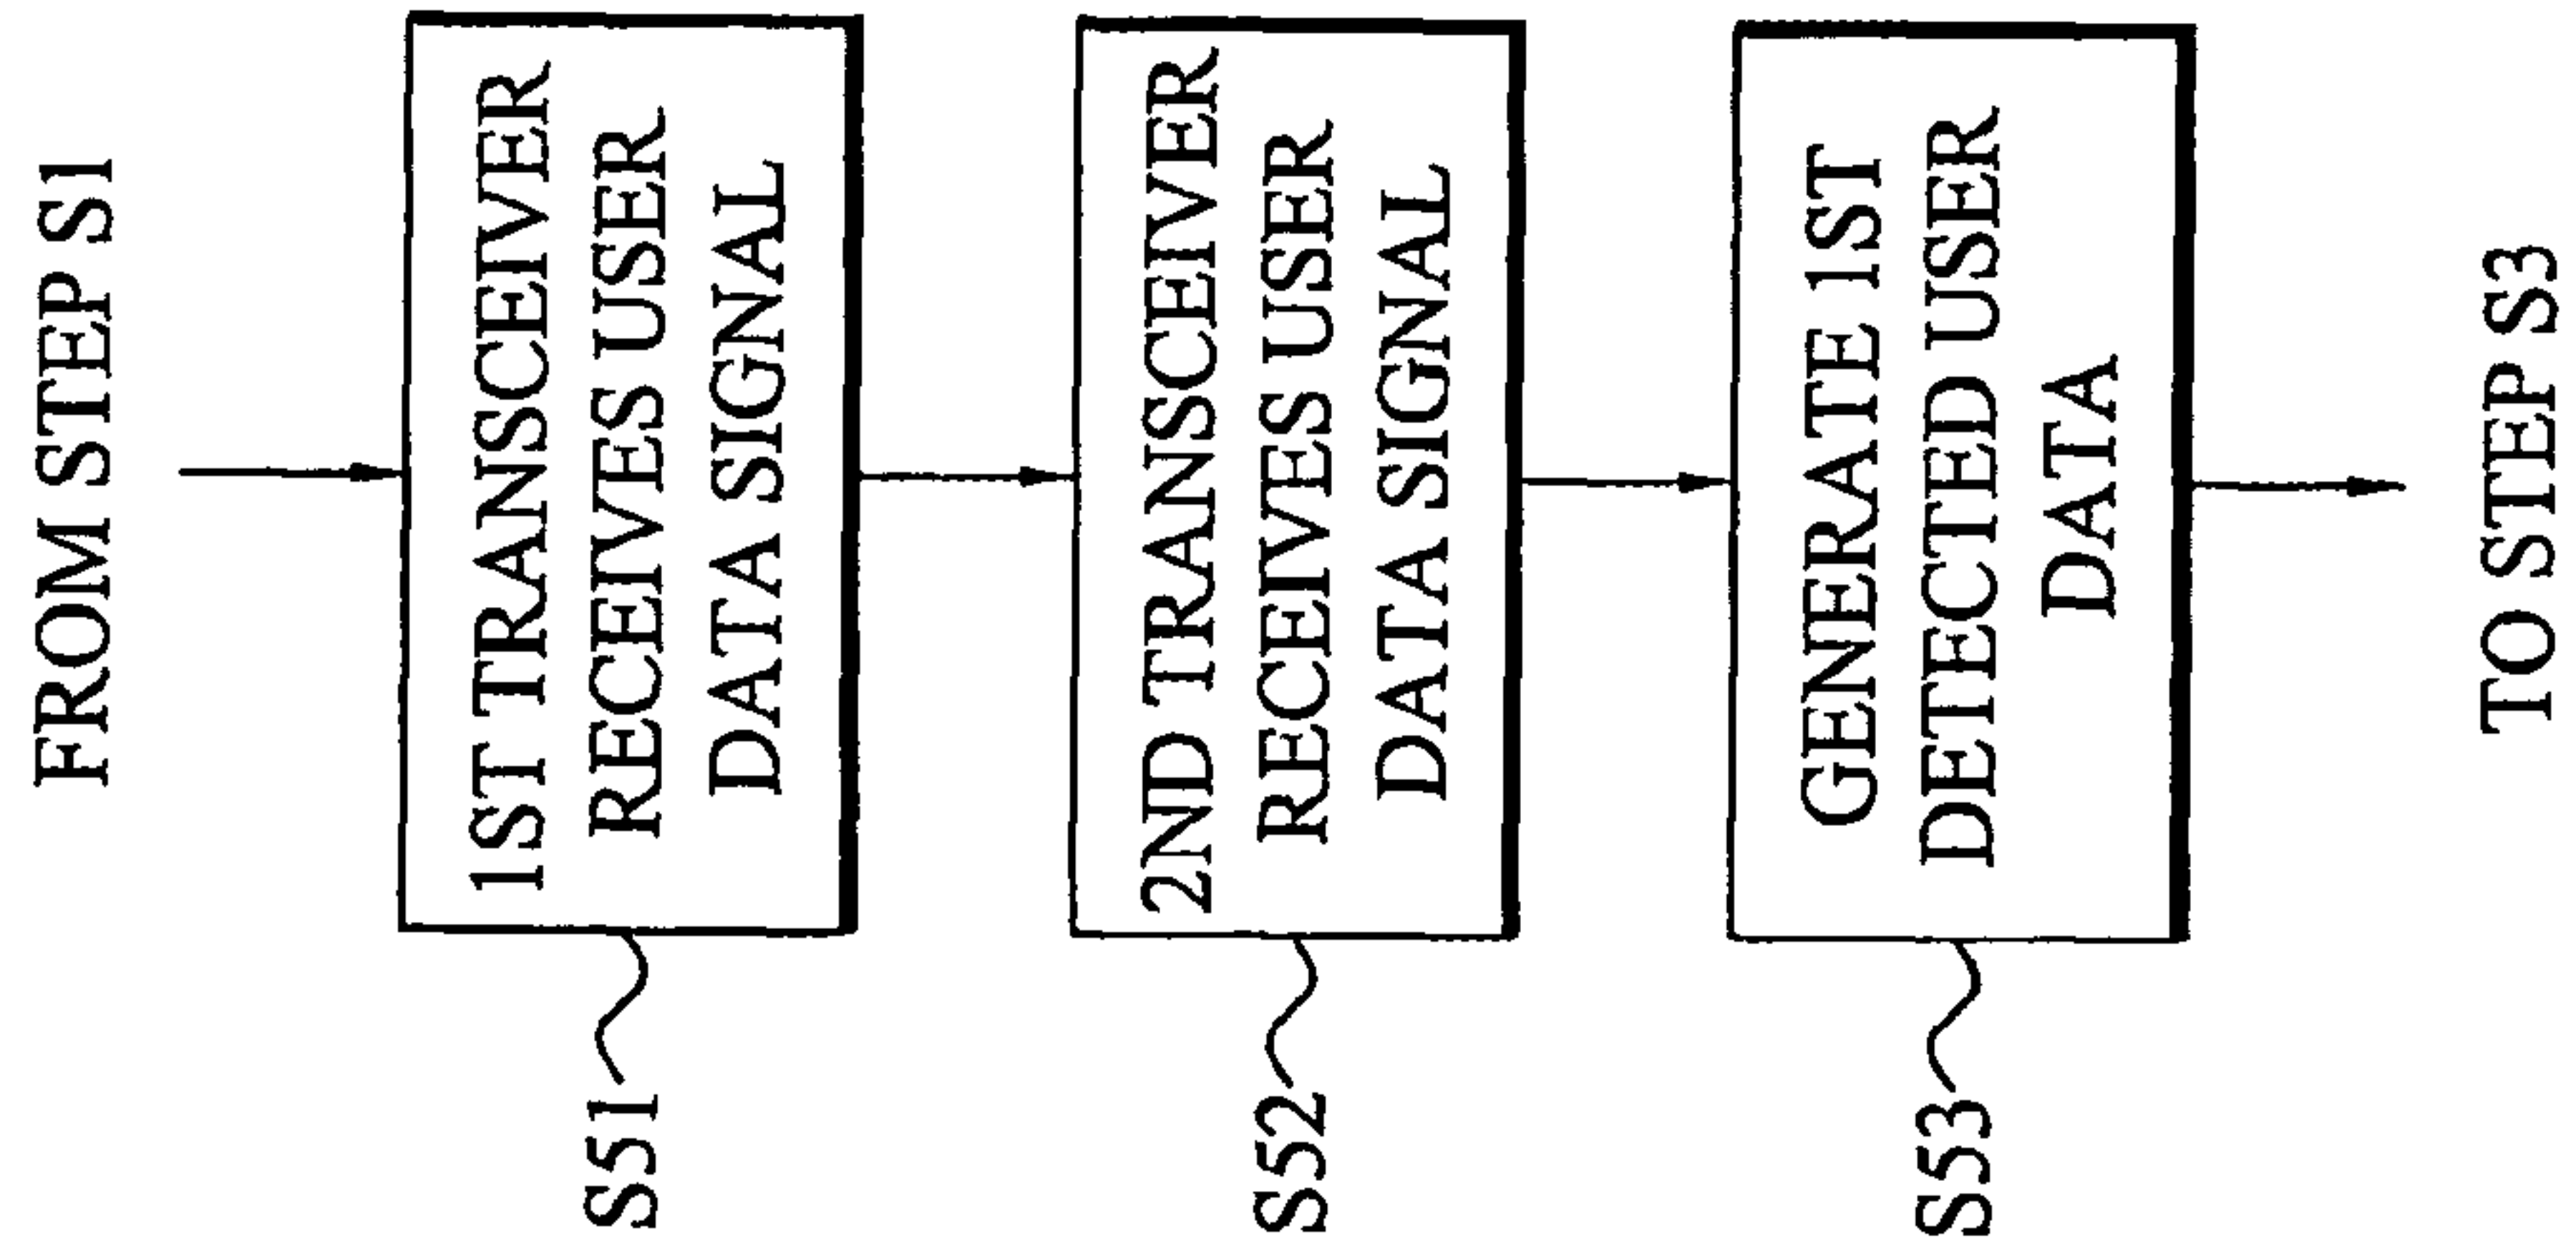 FROM STEP S1
1ST TRANSCEIVER
RECEIVES USER
DATA SIGNAL
S51
2ND TRANSCEIVER
RECEIVES USER
DATA SIGNAL
S52
GENERATE 1ST
DETECTED USER
DATA
S53
TO STEP S3